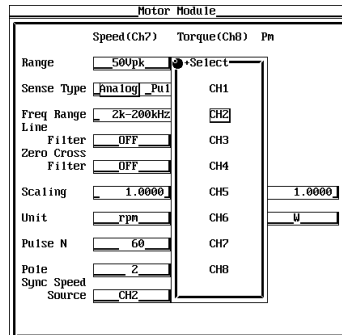 Motor Module
Speed(Ch7) Torque(Ch8) Pm
Range 50Vpk
+Select
Sense Type Analog Pul
CH1
Freq Range 2k-200kHz
CH2
Line
Filter OFF
CH3
Zero Cross
Filter OFF
CH4
Scaling 1.0000
CH5
1.0000
Unit rpm
CH6
W
Pulse N 60
CH7
Pole 2
CH8
Sync Speed
Source CH2